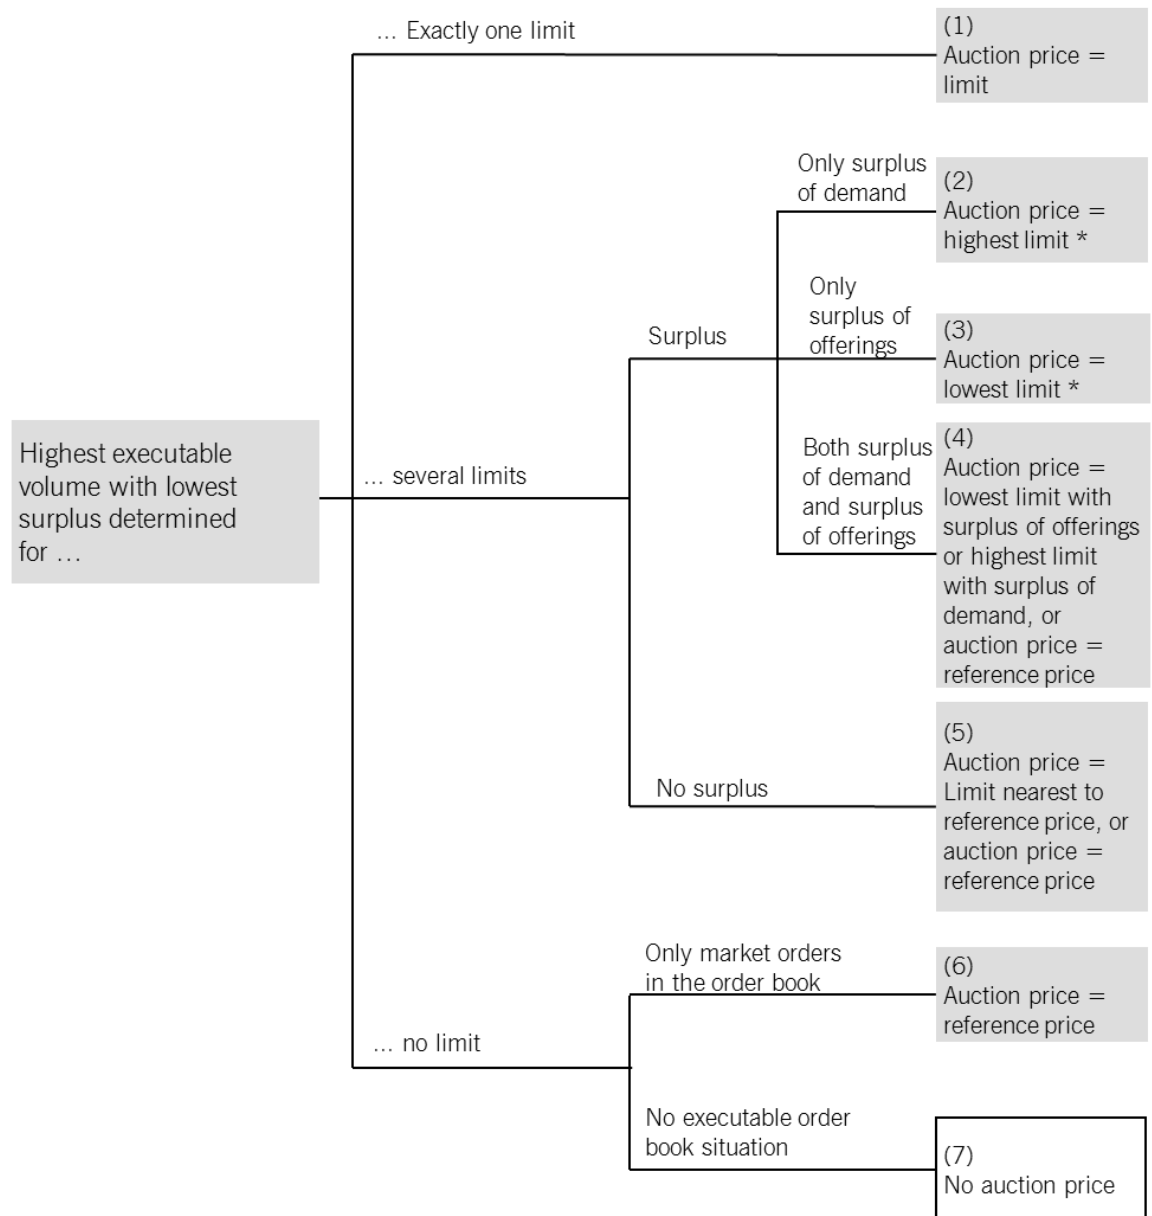 ... Exactly one limit
(1)
Auction price =
limit
Only surplus
of demand
(2)
Auction price =
highest limit *
Only
surplus of
offerings
Surplus
(3)
Auction price =
lowest limit *
Highest executable
volume with lowest
surplus determined
for ...
... several limits
Both surplus
of demand
and surplus
of offerings
(4)
Auction price =
lowest limit with
surplus of offerings
or highest limit
with surplus of
demand, or
auction price =
reference price
No surplus
(5)
Auction price =
Limit nearest to
reference price, or
auction price =
reference price
... no limit
Only market orders
in the order book
(6)
Auction price =
reference price
No executable order
book situation
(7)
No auction price